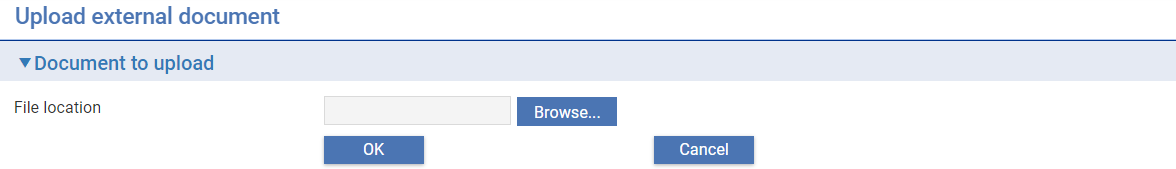 Upload external document
Document to upload
File location
Browse...
OK
Cancel